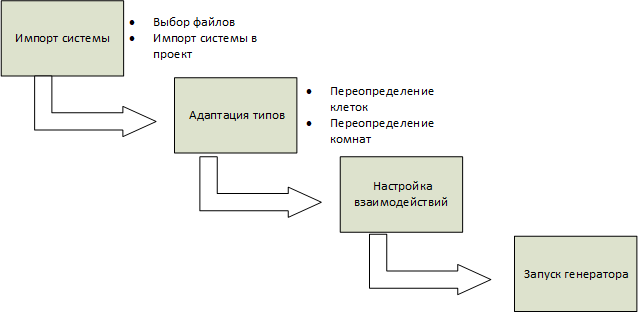 Импорт системы
• Выбор файлов
• Импорт системы в
проект
Адаптация типов
• Переопределение
клеток
• Переопределение
комнат
Настройка
взаимодействий
Запуск генератора